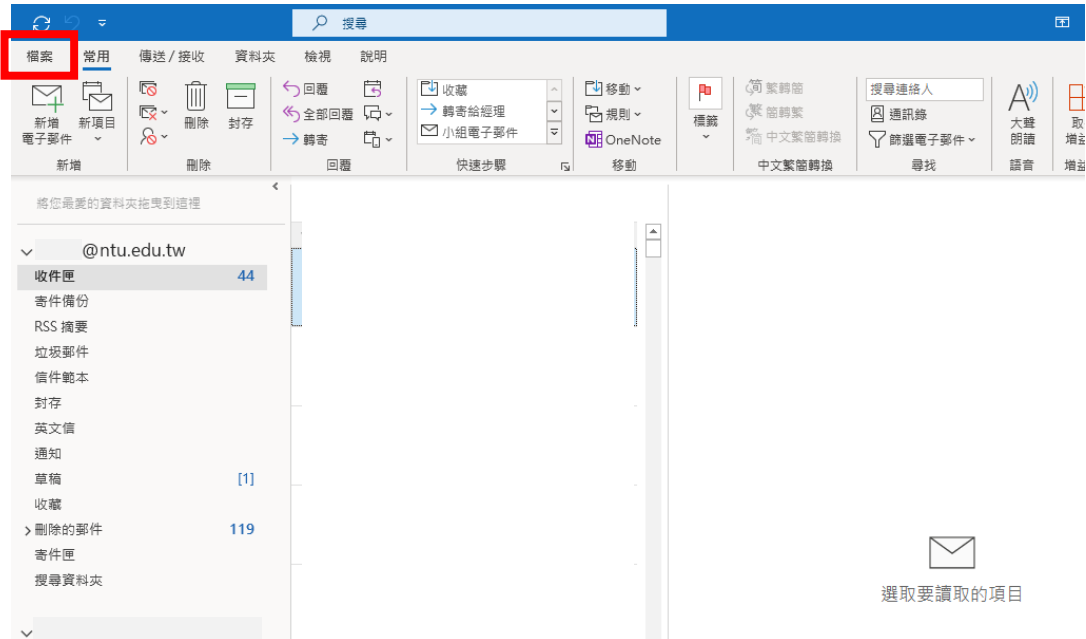 搜尋
檔案 常用 傳送/接收 資料夾 檢視 說明
新增
電子郵件
新項目
新增
刪除
封存
刪除
回覆
全部回覆
轉寄
回覆
收藏
轉寄給經理
小組電子郵件
快速步驟
移動
規則
OneNote
移動
標籤
繁轉簡
簡轉繁
中文繁簡轉換
中文繁簡轉換
搜尋連絡人
通訊錄
篩選電子郵件
尋找
大聲
朗讀
語音
取
增益
增益
將您最愛的資料夾拖曳到這裡
@ntu.edu.tw
收件匣 44
寄件備份
RSS 摘要
垃圾郵件
信件範本
封存
英文信
通知
草稿 [1]
收藏
刪除的郵件 119
寄件匣
搜尋資料夾
選取要讀取的項目